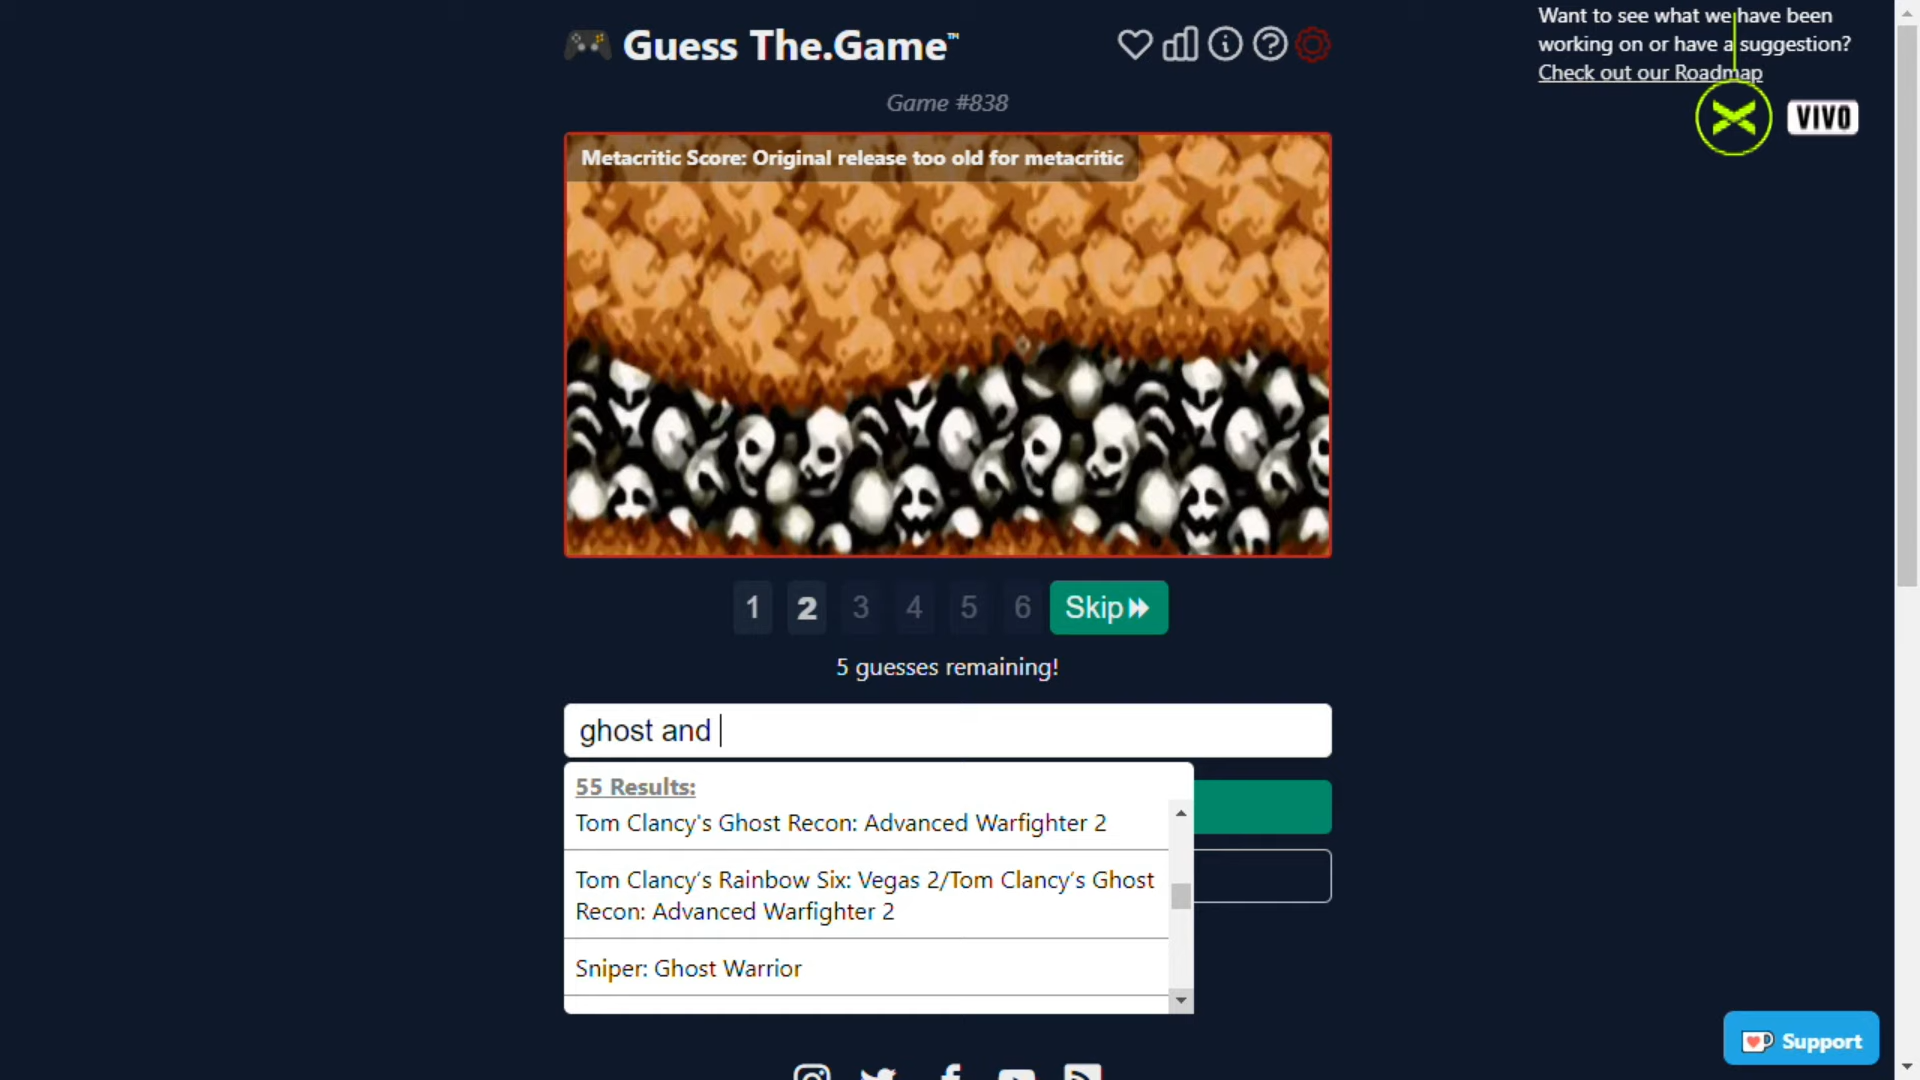 Want to see what we have been
working on or have a suggestion?
Check out our Roadmap
VIVO
Guess The.Game™
Game #838
Metacritic Score: Original release too old for metacritic
1 2 3 4 5 6 Skip
5 guesses remaining!
ghost and
55 Results:
Tom Clancy's Ghost Recon: Advanced Warfighter 2
Tom Clancy's Rainbow Six: Vegas 2/Tom Clancy's Ghost
Recon: Advanced Warfighter 2
Sniper: Ghost Warrior
Support